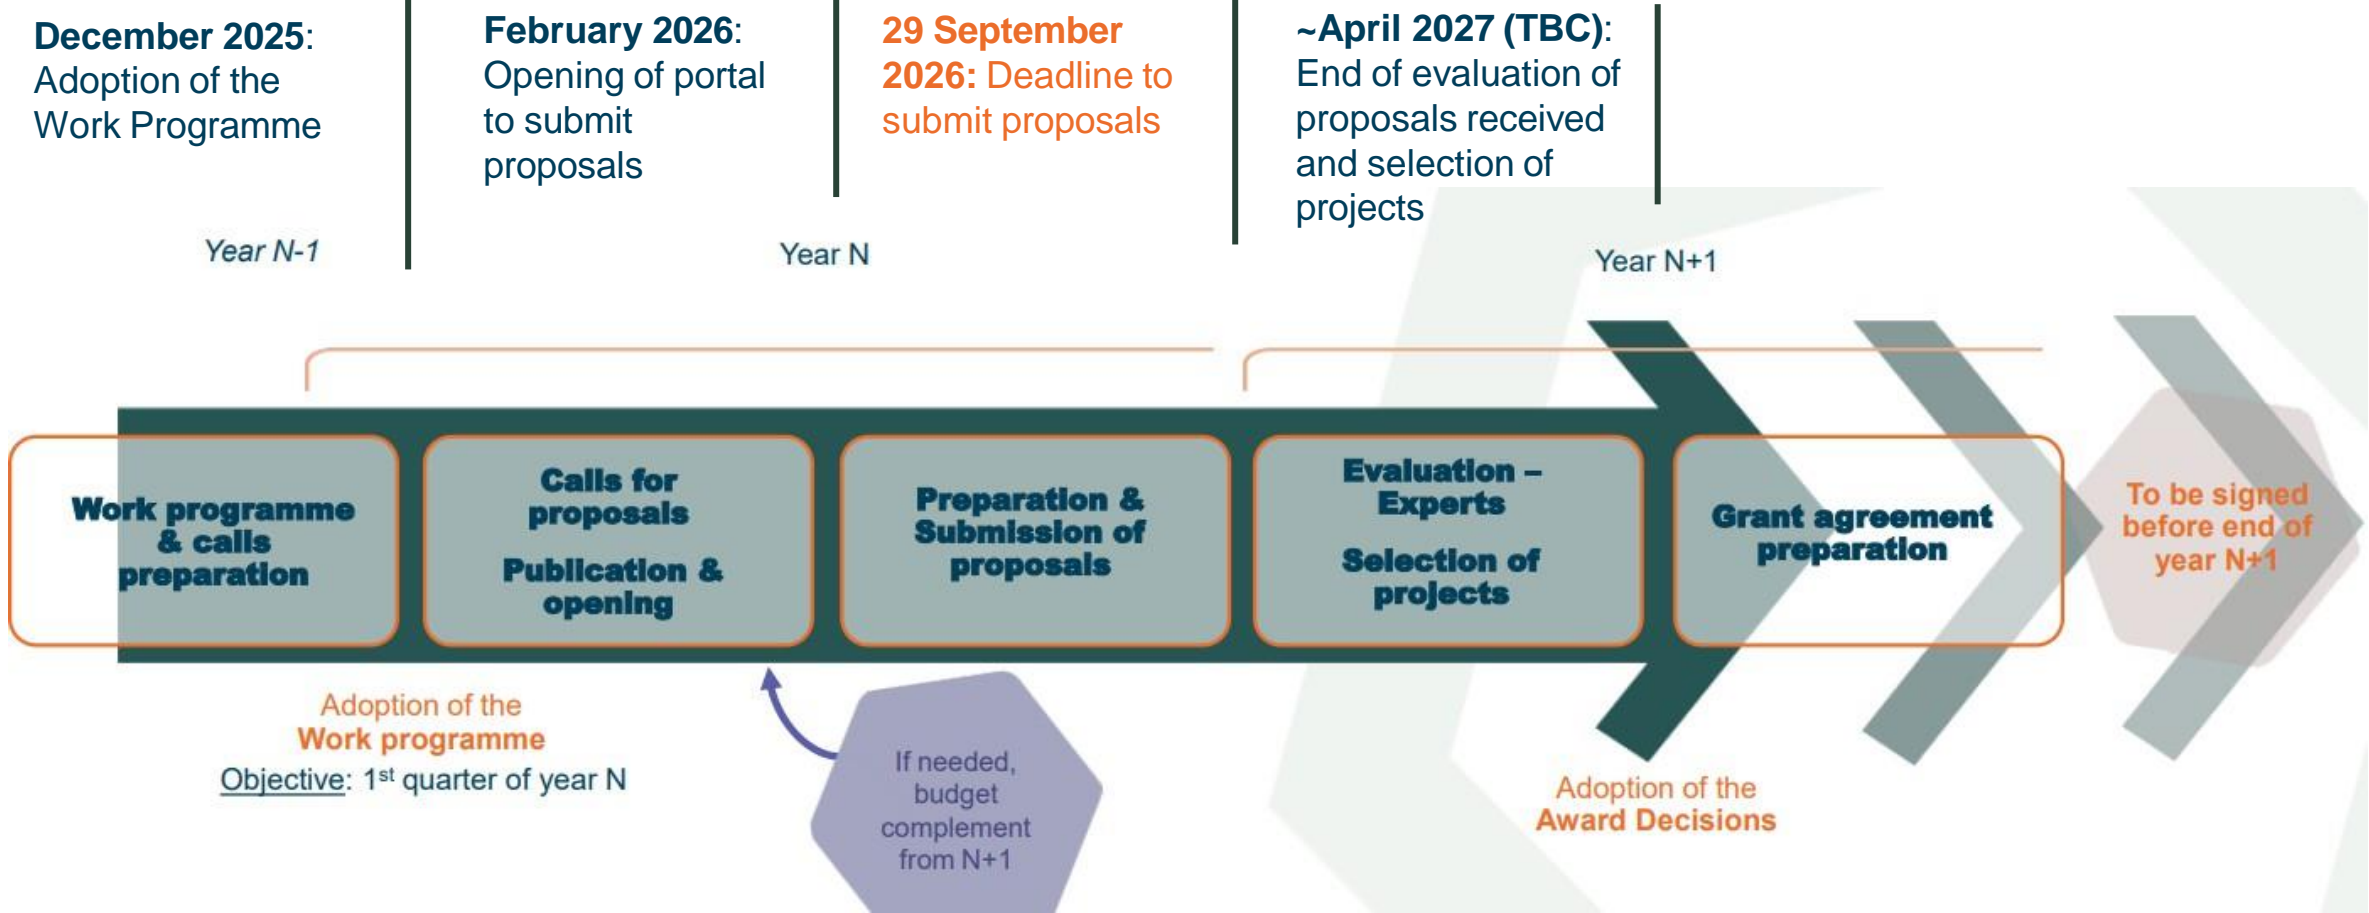 December 2025:
Adoption of the
Work Programme
February 2026:
Opening of portal
to submit
proposals
29 September
2026: Deadline to
submit proposals
~April 2027 (TBC):
End of evaluation of
proposals received
and selection of
projects
Year N-1
Year N
Year N+1
Work programme
& calls
preparation
Calls for
proposals
Publication &
opening
Preparation &
Submission of
proposals
Evaluation –
Experts
Selection of
projects
Grant agreement
preparation
To be signed
before end of
year N+1
Adoption of the
Work programme
Objective: 1st quarter of year N
If needed,
budget
complement
from N+1
Adoption of the
Award Decisions